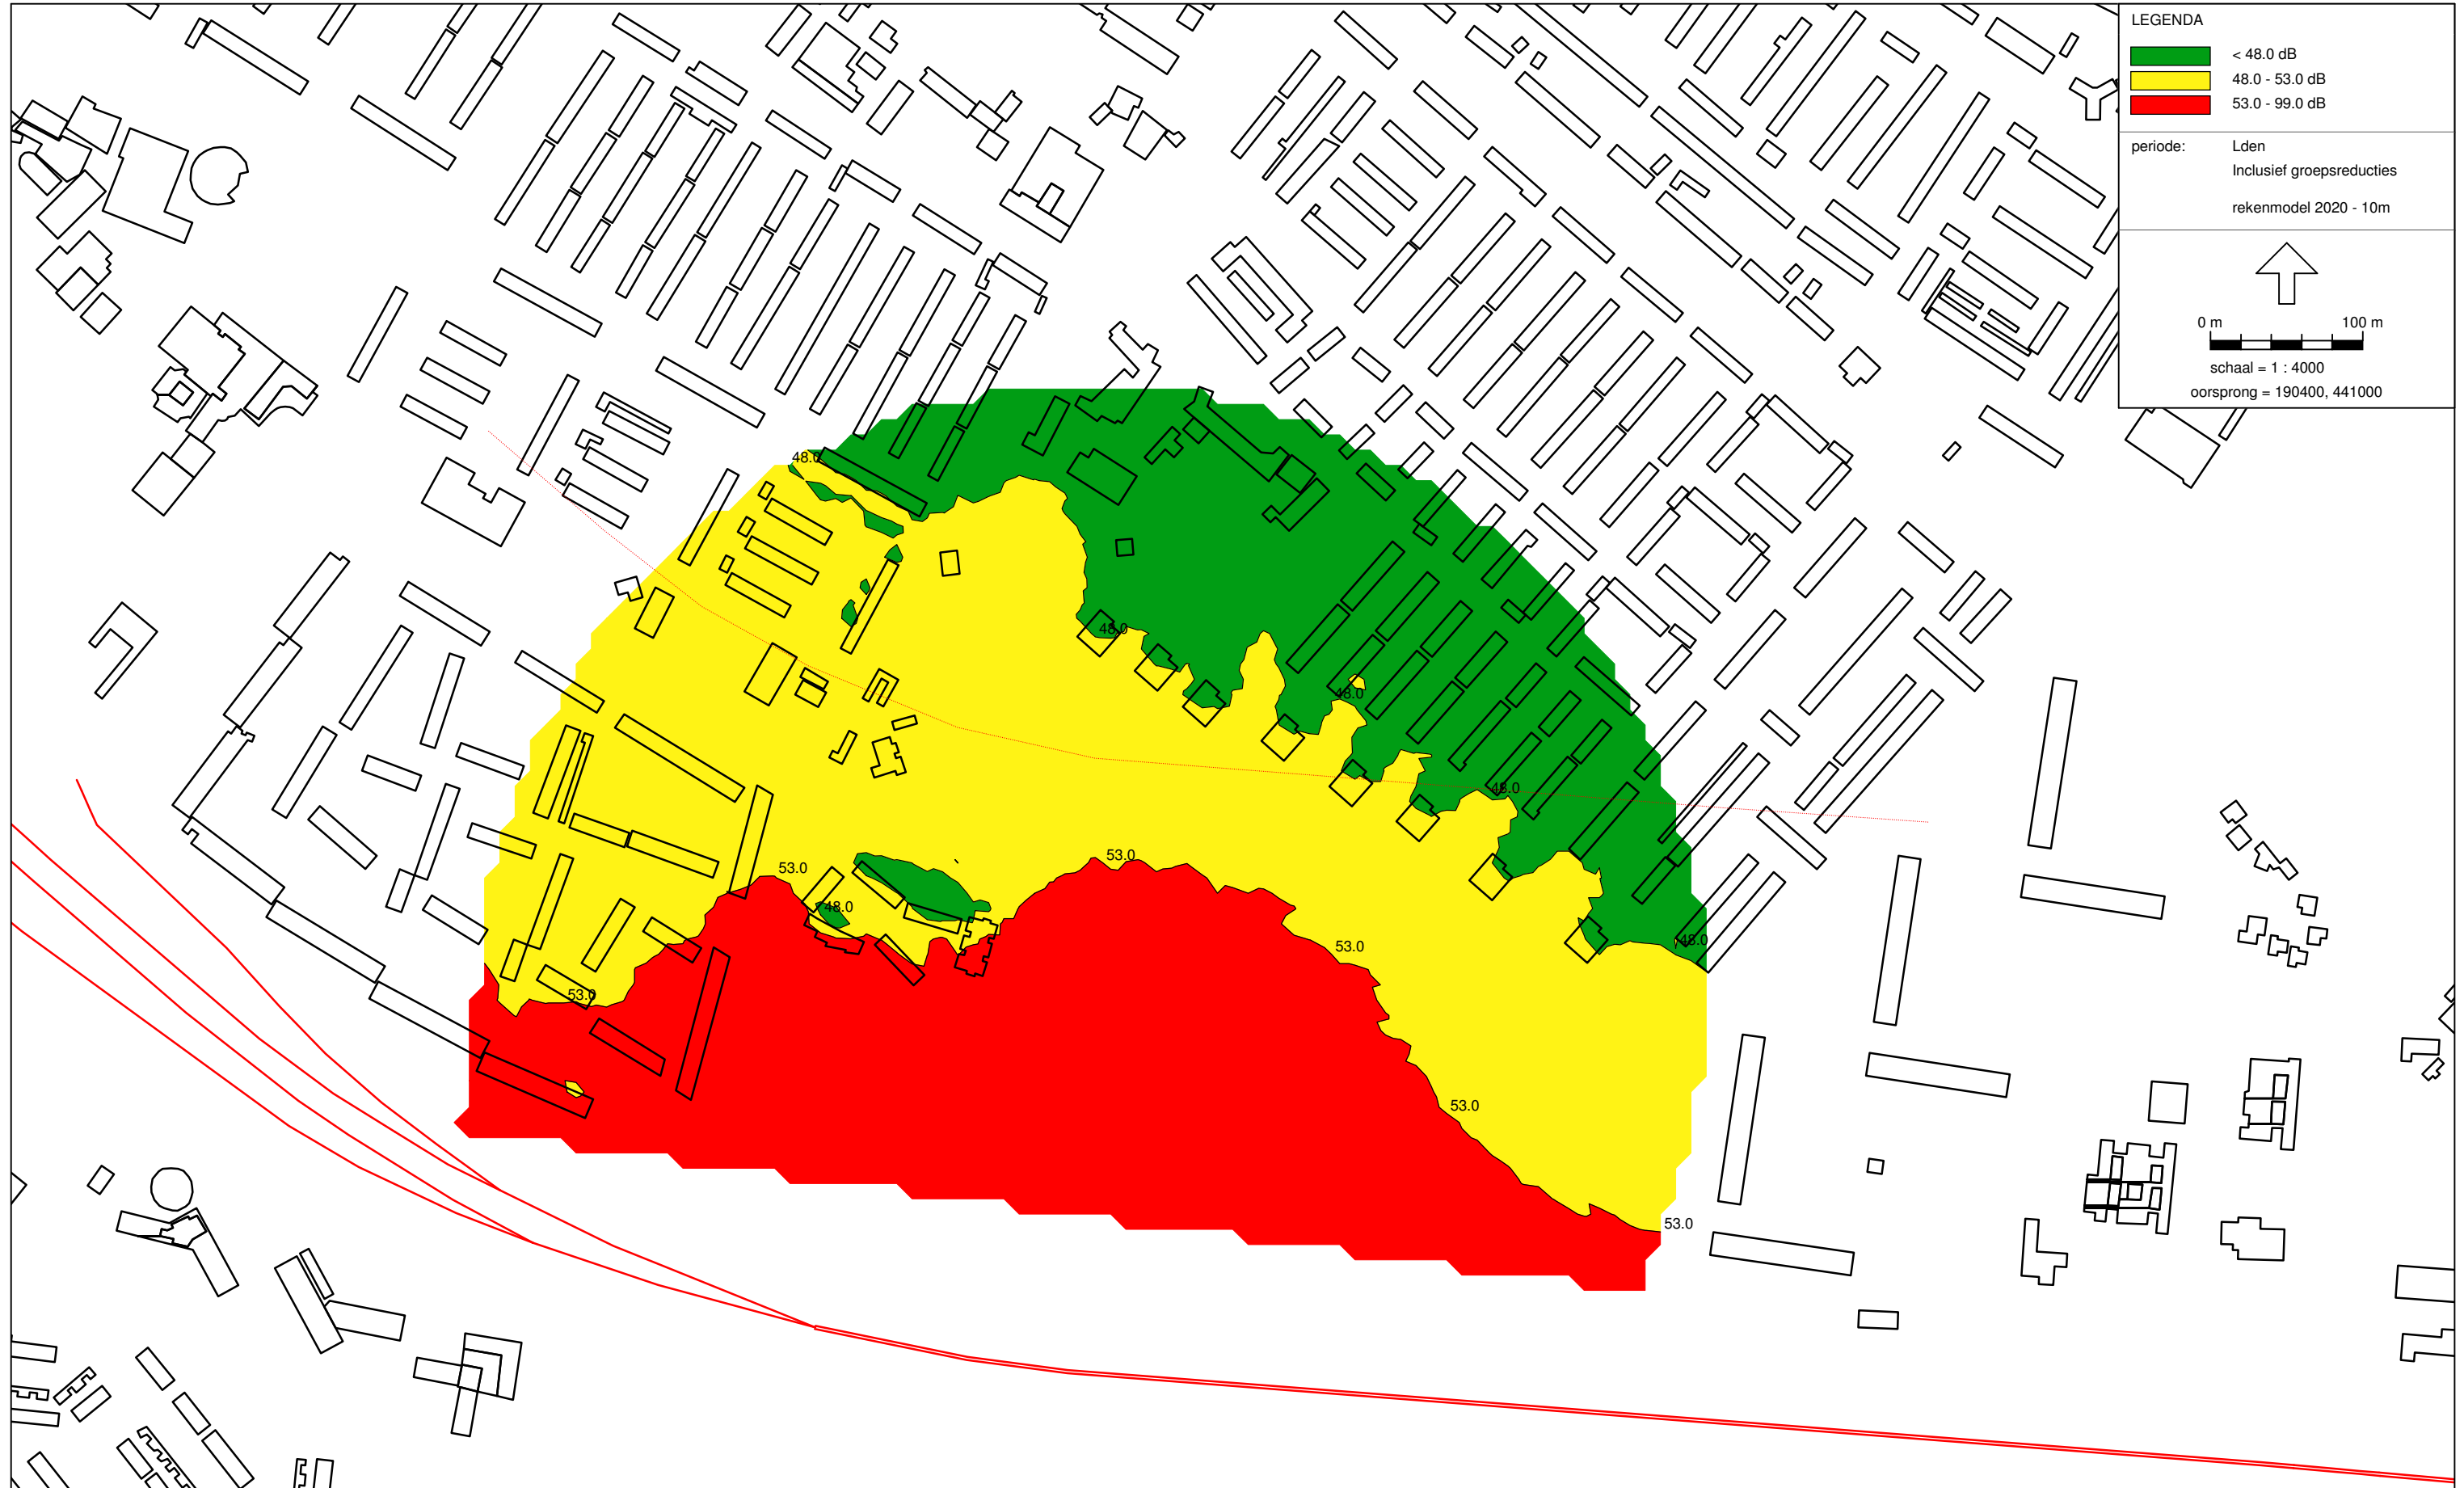 LEGENDA
< 48.0 dB
48.0 - 53.0 dB
53.0 - 99.0 dB
periode: Lden
Inclusief groepsreducties
rekenmodel 2020 - 10m
0 m 100 m
schaal = 1 : 4000
oorsprong = 190400, 441000
48.0
48.0
48.0
48.0
53.0
53.0
48.0
48.0
53.0
53.0
53.0
53.0